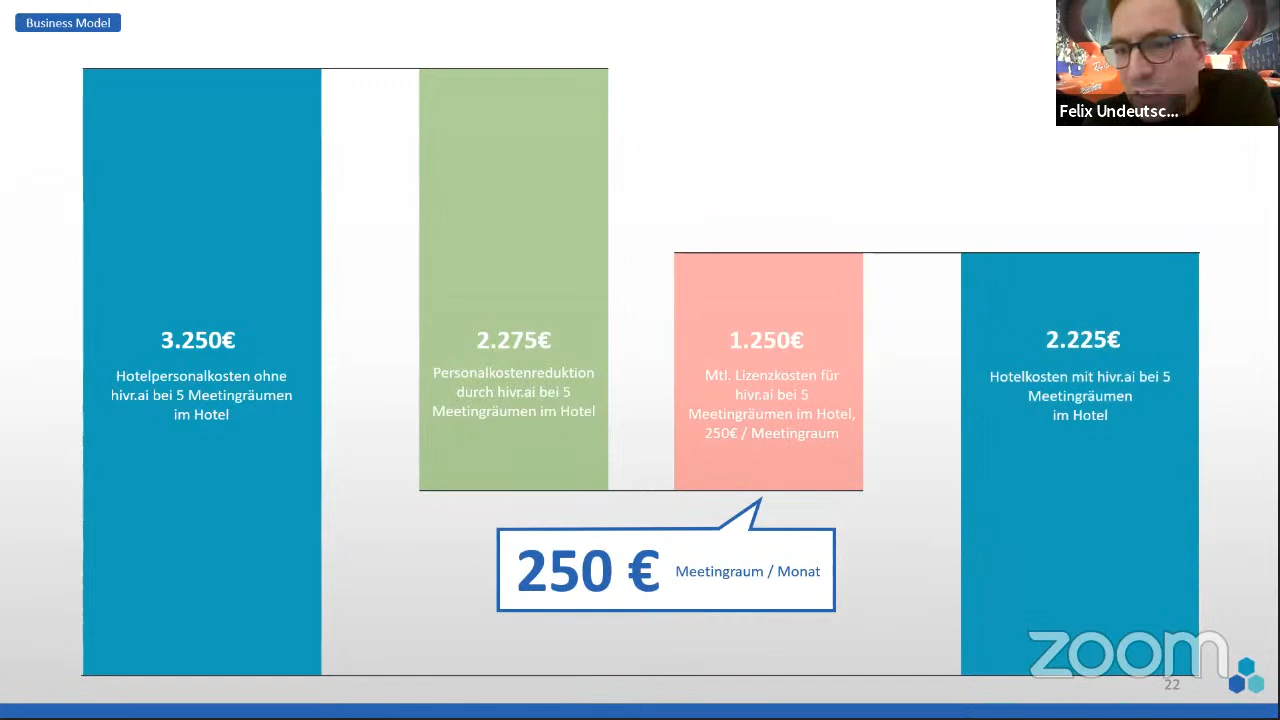 Business Model
Felix Undeutsc...
3.250€
Hotelpersonalkosten ohne
hivr.ai bei 5 Meetingräumen
im Hotel
2.275€
Personalkostenreduktion
durch hivr.ai bei 5
Meetingräumen im Hotel
1.250€
Mtl. Lizenzkosten für
hivr.ai bei 5
Meetingräumen im Hotel,
250€ / Meetingraum
2.225€
Hotelkosten mit hivr.ai bei 5
Meetingräumen
im Hotel
250 € Meetingraum / Monat
zoom
22